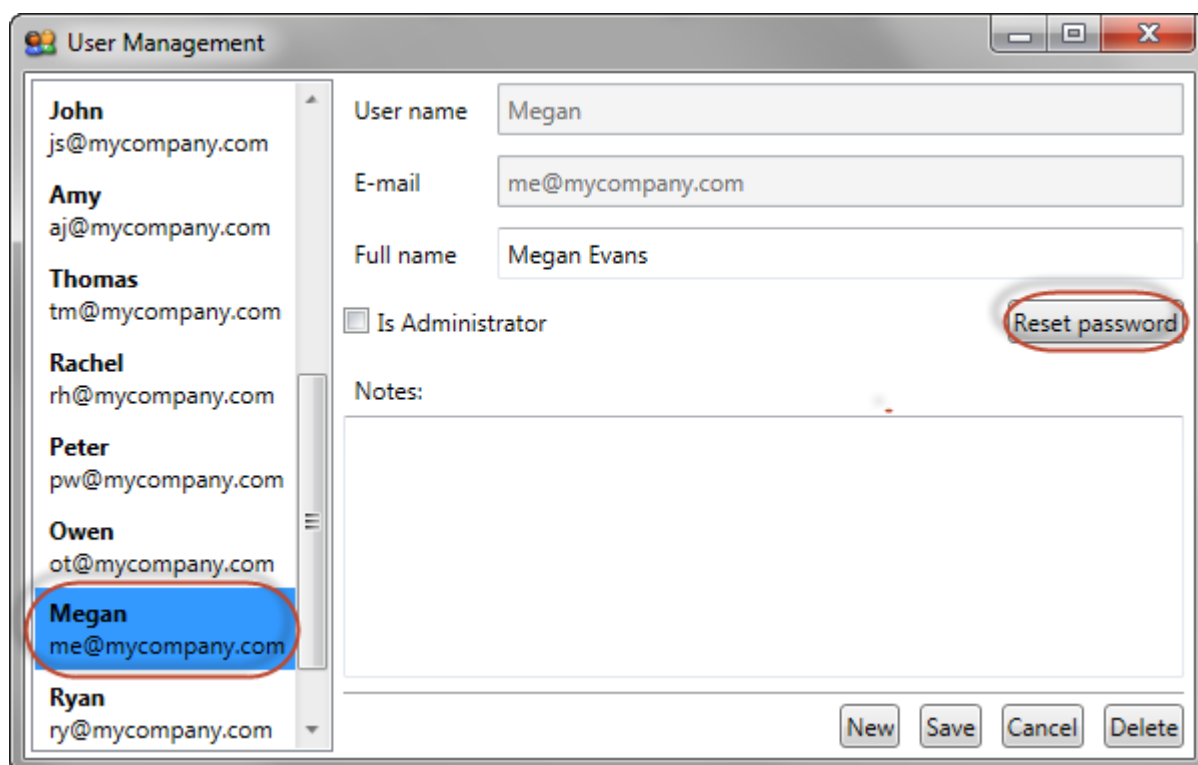 User Management
John
js@mycompany.com
Amy
aj@mycompany.com
Thomas
tm@mycompany.com
Rachel
rh@mycompany.com
Peter
pw@mycompany.com
Owen
ot@mycompany.com
Megan
me@mycompany.com
Ryan
ry@mycompany.com
User name Megan
E-mail me@mycompany.com
Full name Megan Evans
Is Administrator Reset password
Notes:
New Save Cancel Delete